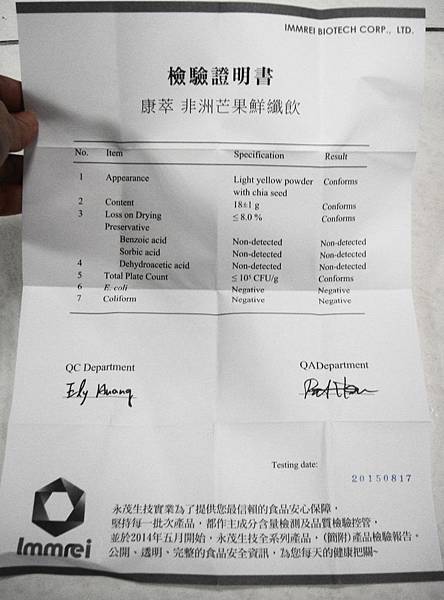 IMMREI BIOTECH CORP., LTD.
檢驗證明書
康萃 非洲芒果鮮纖飲
No. Item Specification Result
1 Appearance Light yellow powder with chia seed Conforms
2 Content 18±1 g Conforms
3 Loss on Drying ≤ 8.0 % Conforms
Preservative
Benzoic acid Non-detected Non-detected
Sorbic acid Non-detected Non-detected
4 Dehydroacetic acid Non-detected Non-detected
5 Total Plate Count CFU/g Conforms
6 E. coli Negative Negative
7 Coliform Negative Negative
QC Department QADepartment
Ely Huang
Testing date: 20150817
永茂生技實業為了提供您最信賴的食品安心保障，
堅持每一批次產品，都作主成分含量檢測及品質檢驗控管，
並於2014年五月開始，永茂生技全系列產品，(簡附)產品檢驗報告，
公開、透明、完整的食品安全資訊，為您每天的健康把關~
Immrei